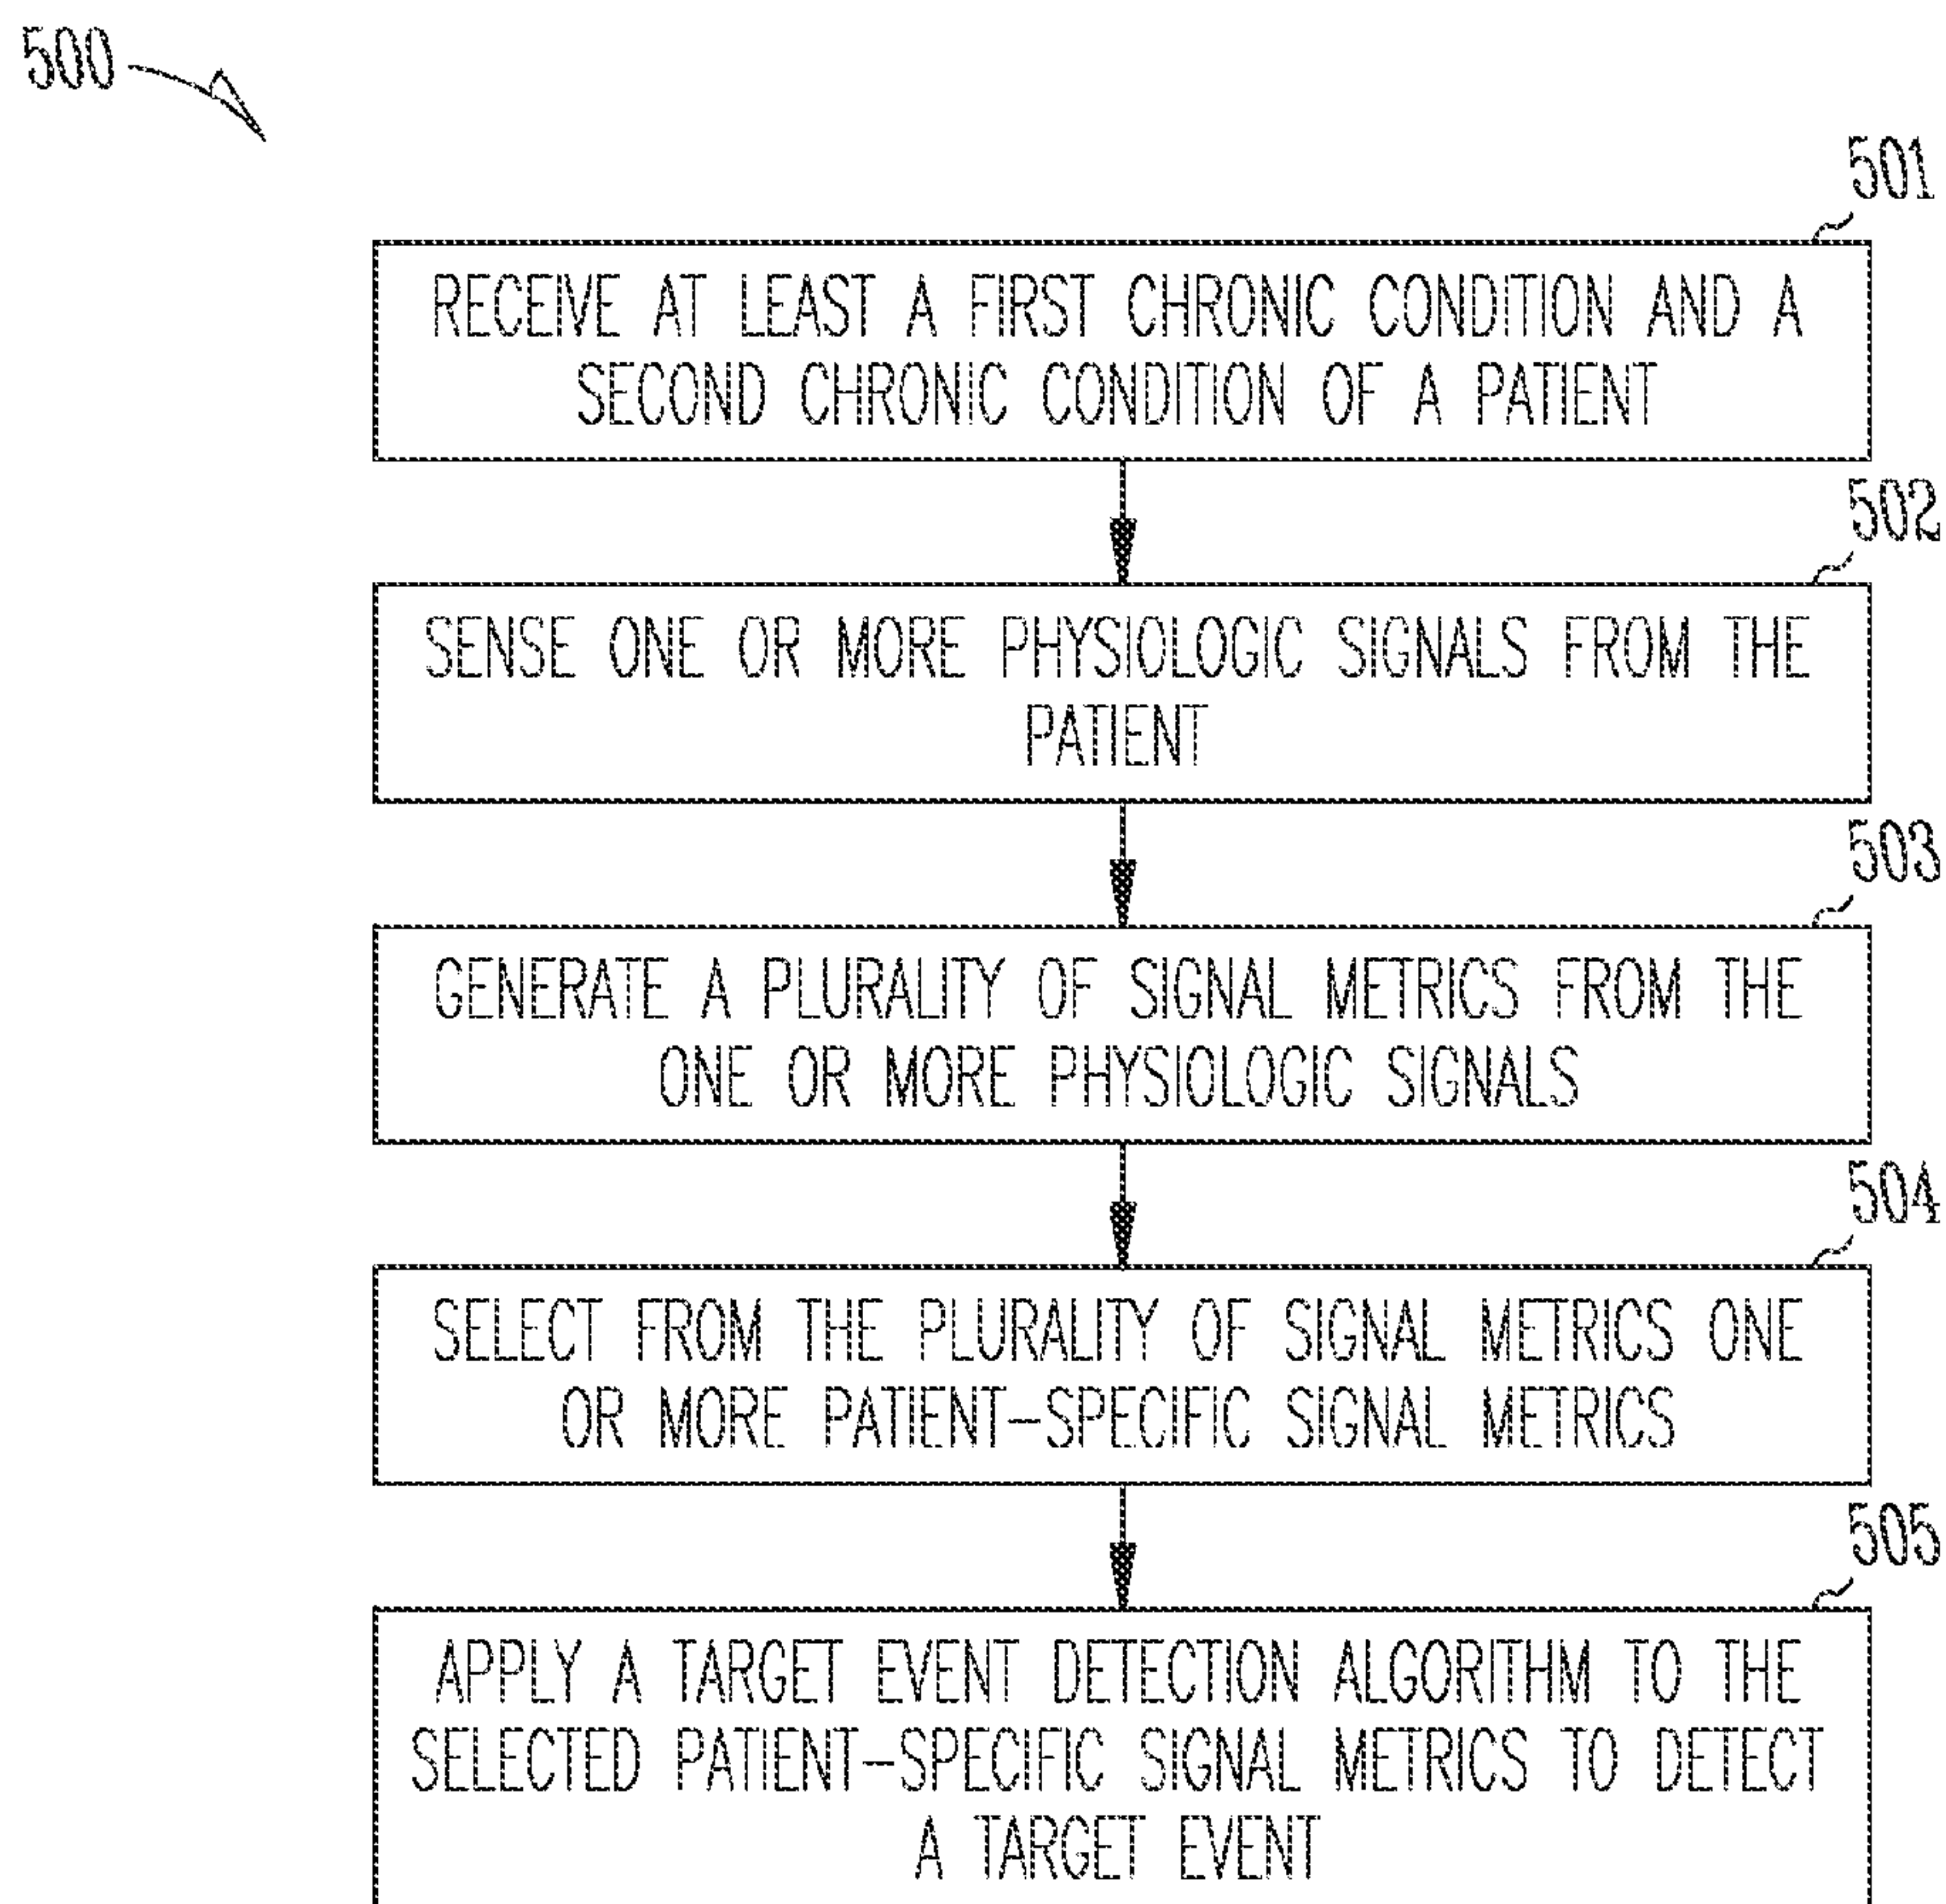 500
501
RECEIVE AT LEAST A FIRST CHRONIC CONDITION AND A
SECOND CHRONIC CONDITION OF A PATIENT
502
SENSE ONE OR MORE PHYSIOLOGIC SIGNALS FROM THE
PATIENT
503
GENERATE A PLURALITY OF SIGNAL METRICS FROM THE
ONE OR MORE PHYSIOLOGIC SIGNALS
504
SELECT FROM THE PLURALITY OF SIGNAL METRICS ONE
OR MORE PATIENT-SPECIFIC SIGNAL METRICS
505
APPLY A TARGET EVENT DETECTION ALGORITHM TO THE
SELECTED PATIENT-SPECIFIC SIGNAL METRICS TO DETECT
A TARGET EVENT